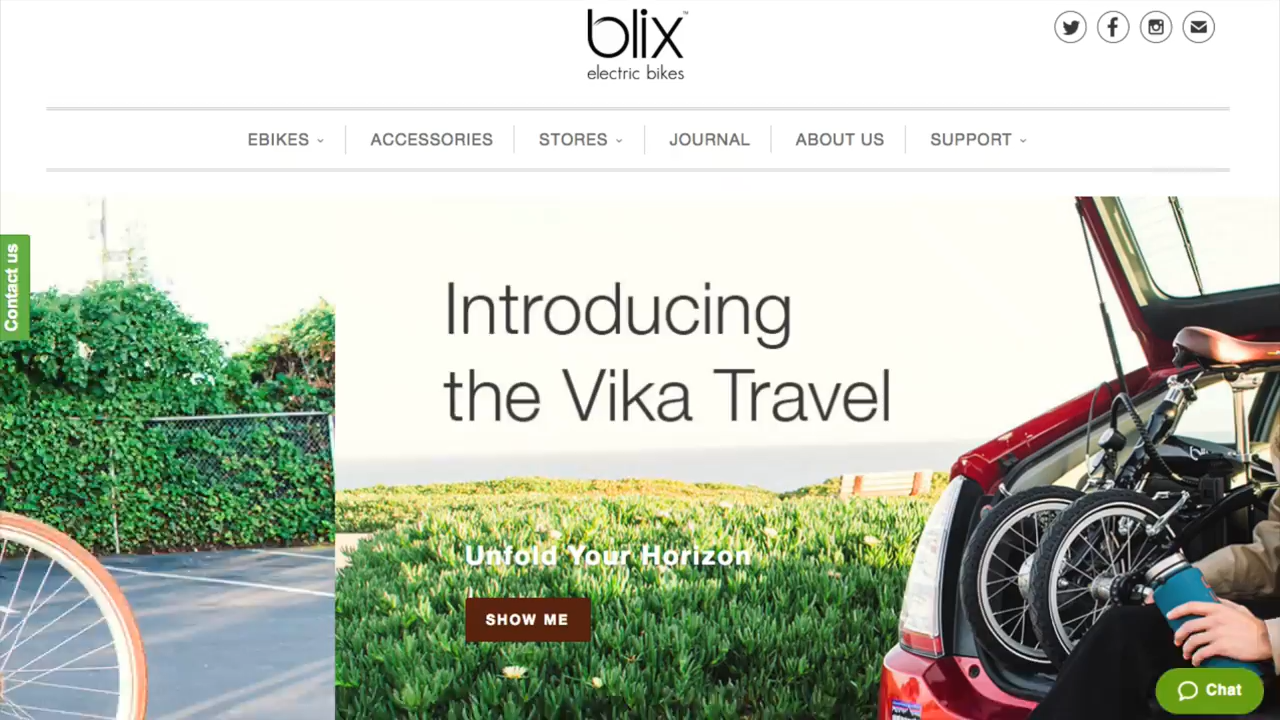 blix™
electric bikes
EBIKES
ACCESSORIES
STORES
JOURNAL
ABOUT US
SUPPORT
Contact us
Introducing
the Vika Travel
Unfold Your Horizon
SHOW ME
Chat